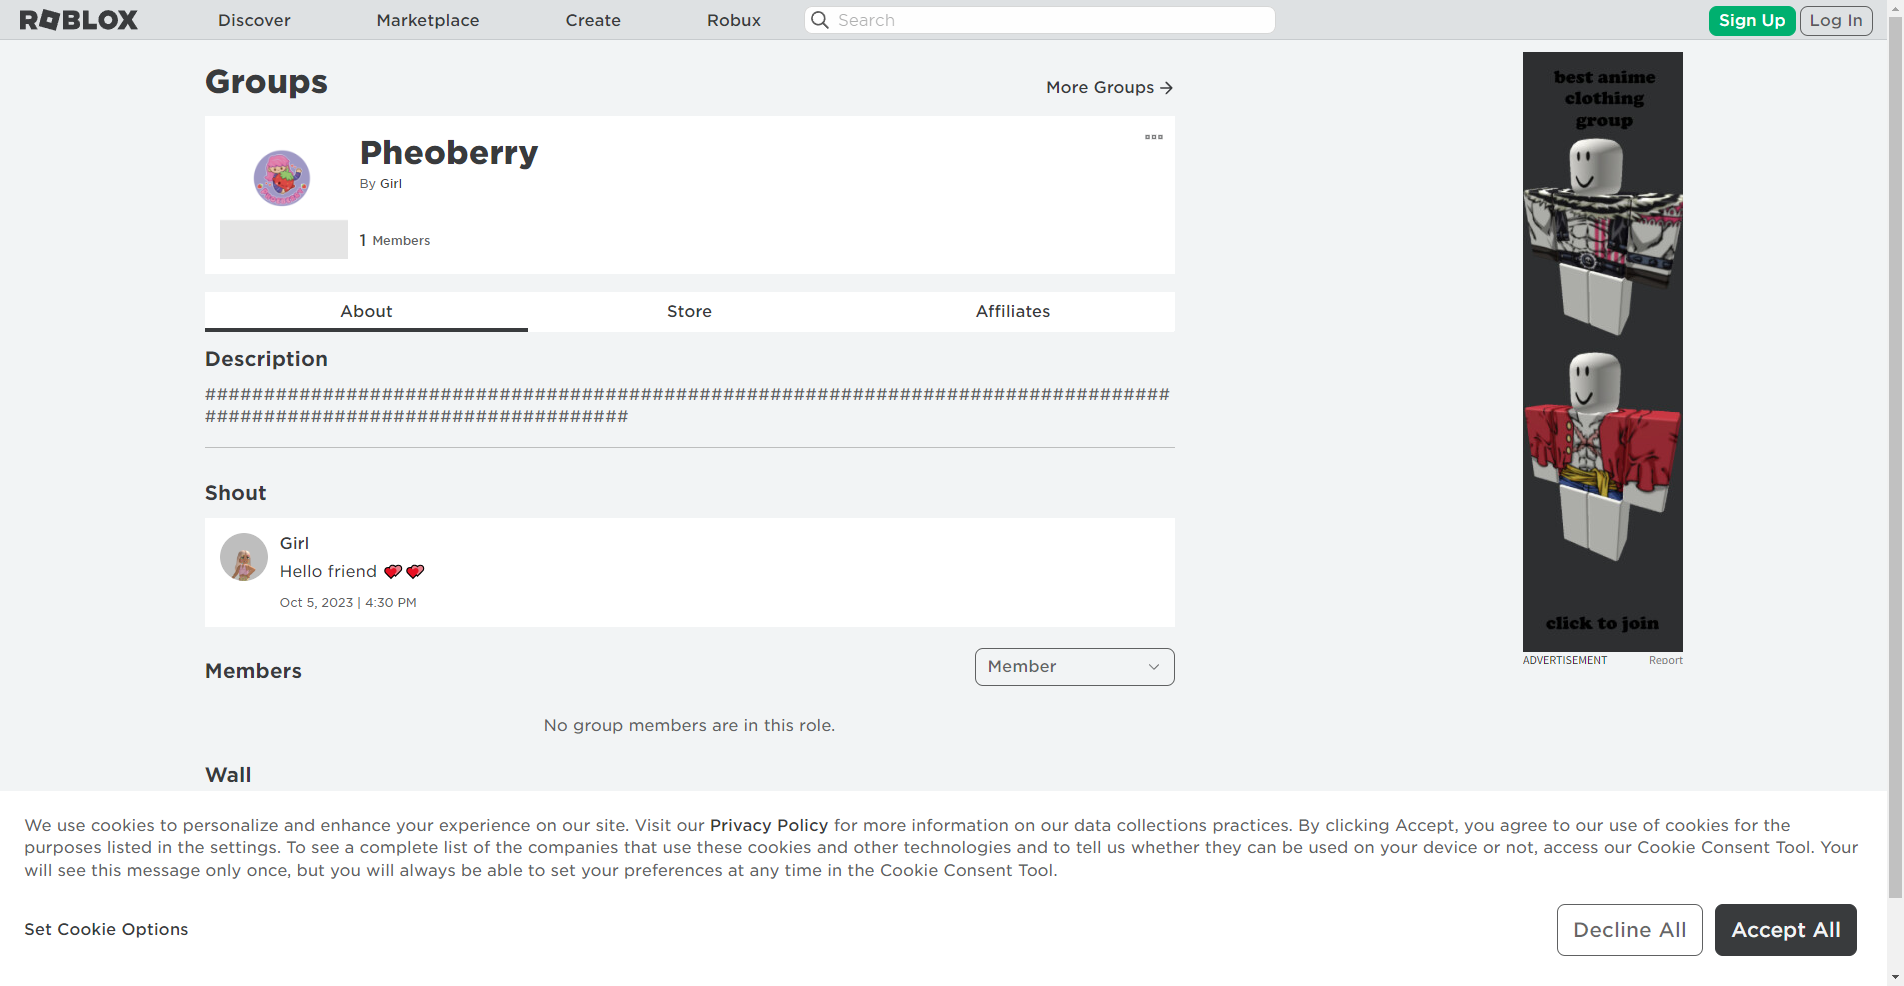 ROBLOX
Discover
Marketplace
Create
Robux
Search
Sign Up
Log In
Groups
More Groups →
Pheoberry
By Girl
1 Members
About
Store
Affiliates
Description
##################################################################################
####################################
Shout
Girl
Hello friend 💕💕
Oct 5, 2023 | 4:30 PM
Members
Member
No group members are in this role.
Wall
best anime
clothing
group
click to join
ADVERTISEMENT
Report
We use cookies to personalize and enhance your experience on our site. Visit our Privacy Policy for more information on our data collections practices. By clicking Accept, you agree to our use of cookies for the
purposes listed in the settings. To see a complete list of the companies that use these cookies and other technologies and to tell us whether they can be used on your device or not, access our Cookie Consent Tool. Your
will see this message only once, but you will always be able to set your preferences at any time in the Cookie Consent Tool.
Set Cookie Options
Decline All
Accept All